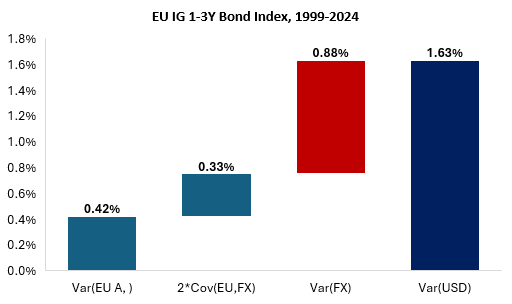 EU IG 1-3Y Bond Index, 1999-2024
1.8%
1.6%
1.4%
1.2%
1.0%
0.8%
0.6%
0.4%
0.2%
0.0%
0.42%
0.33%
0.88%
1.63%
Var(EU A, )
2*Cov(EU,FX)
Var(FX)
Var(USD)